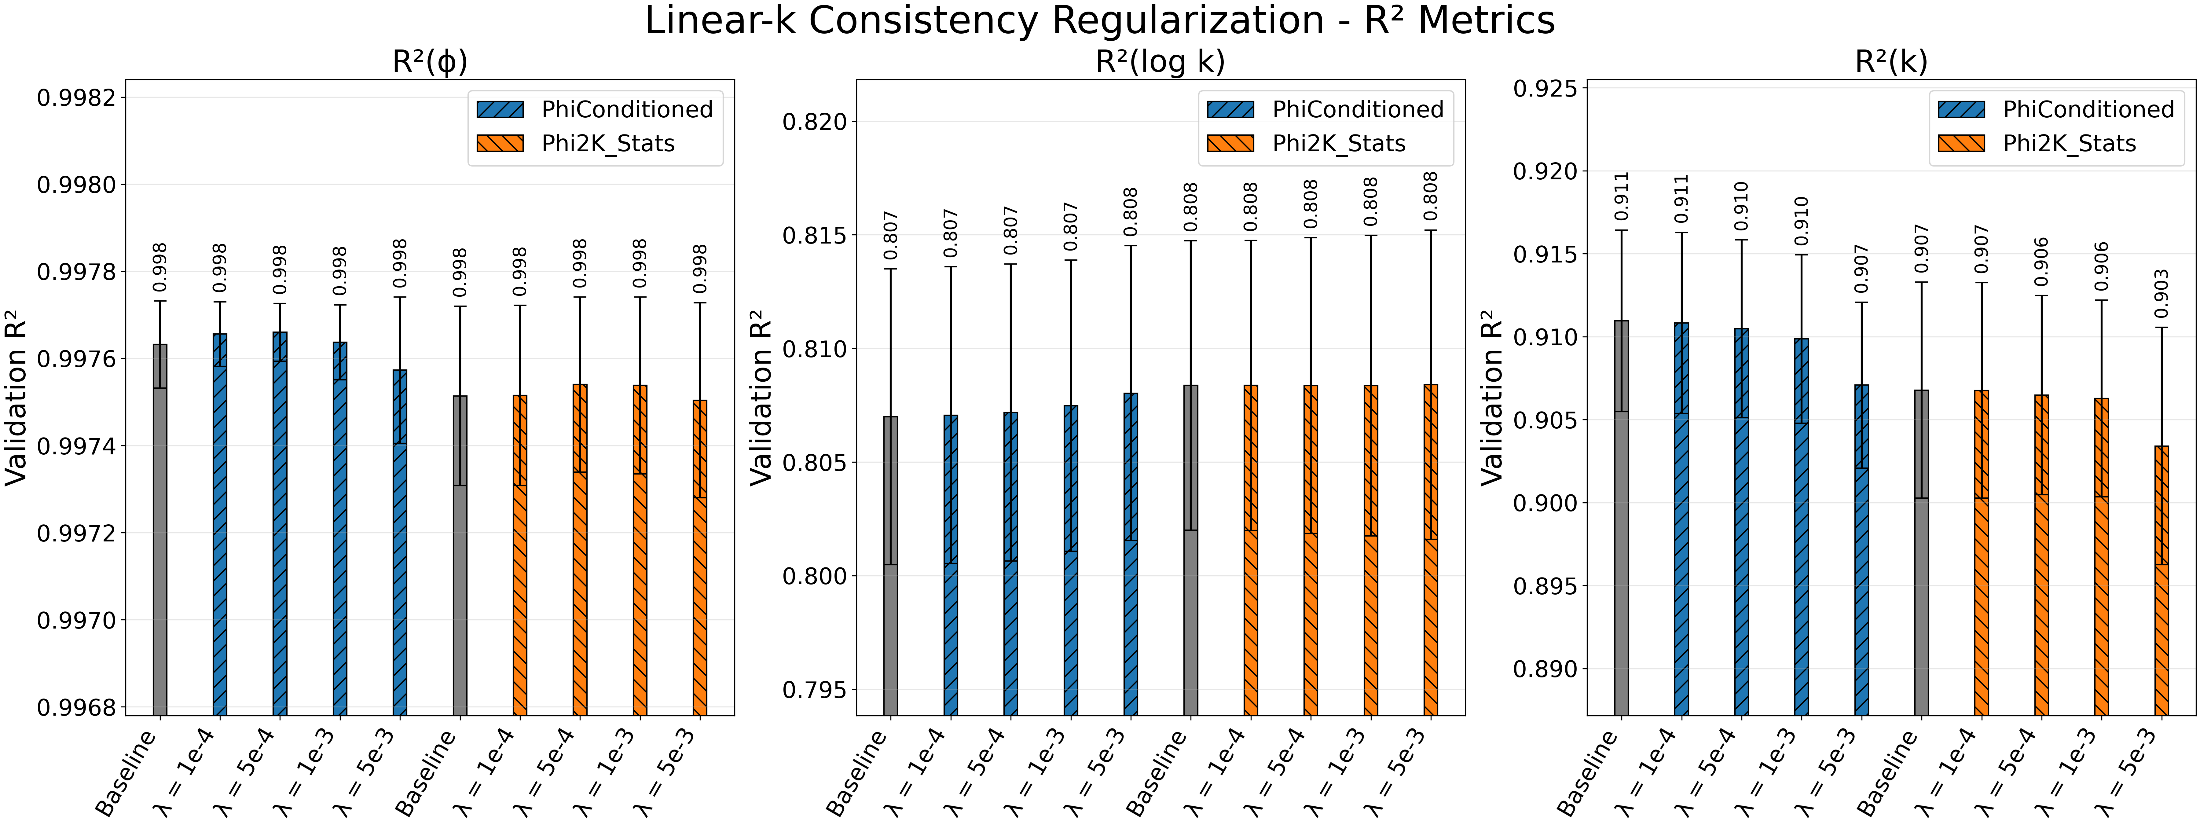 Linear-k Consistency Regularization - R² Metrics
R²(ϕ)
Validation R²
0.9982
0.9980
0.9978
0.9976
0.9974
0.9972
0.9970
0.9968
PhiConditioned
Phi2K_Stats
0.998
0.998
0.998
0.998
0.998
0.998
0.998
0.998
0.998
0.998
Baseline
λ = 1e-4
λ = 5e-4
λ = 1e-3
λ = 5e-3
Baseline
λ = 1e-4
λ = 5e-4
λ = 1e-3
λ = 5e-3
R²(log k)
Validation R²
0.820
0.815
0.810
0.805
0.800
0.795
PhiConditioned
Phi2K_Stats
0.807
0.807
0.807
0.807
0.808
0.808
0.808
0.808
0.808
0.808
Baseline
λ = 1e-4
λ = 5e-4
λ = 1e-3
λ = 5e-3
Baseline
λ = 1e-4
λ = 5e-4
λ = 1e-3
λ = 5e-3
R²(k)
Validation R²
0.925
0.920
0.915
0.910
0.905
0.900
0.895
0.890
PhiConditioned
Phi2K_Stats
0.911
0.911
0.910
0.910
0.907
0.907
0.907
0.906
0.906
0.903
Baseline
λ = 1e-4
λ = 5e-4
λ = 1e-3
λ = 5e-3
Baseline
λ = 1e-4
λ = 5e-4
λ = 1e-3
λ = 5e-3